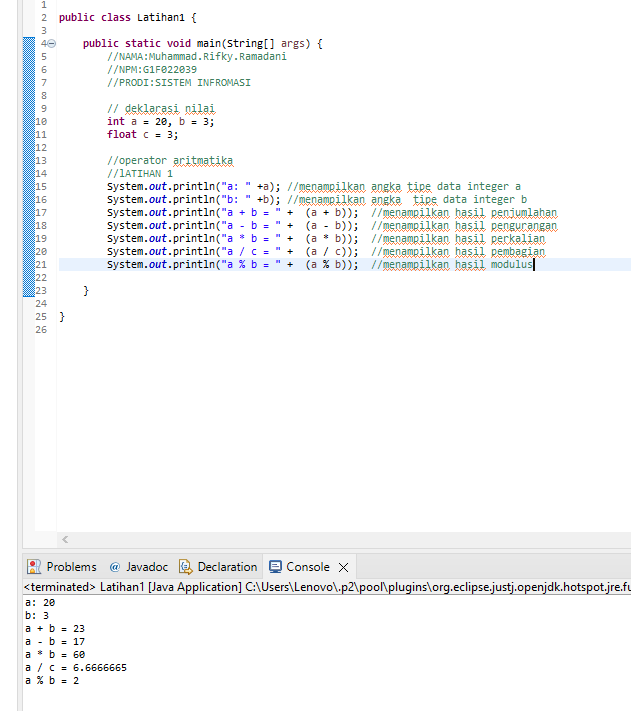 1
2 public class Latihan1 {
3
4 public static void main(String[] args) {
5 //NAMA:Muhammad.Rifky.Ramadani
6 //NPM:G1F022039
7 //PRODI:SISTEM INFROMASI
8
9 // deklarasi nilai
10 int a = 20, b = 3;
11 float c = 3;
12
13 //operator aritmatika
14 //lATIHAN 1
15 System.out.println("a: " +a); //menampilkan angka tipe data integer a
16 System.out.println("b: " +b); //menampilkan angka  tipe data integer b
17 System.out.println("a + b = " +  (a + b));  //menampilkan hasil penjumlahan
18 System.out.println("a - b = " +  (a - b));  //menampilkan hasil pengurangan
19 System.out.println("a * b = " +  (a * b));  //menampilkan hasil perkalian
20 System.out.println("a / c = " +  (a / c));  //menampilkan hasil pembagian
21 System.out.println("a % b = " +  (a % b));  //menampilkan hasil modulus
22
23 }
24
25 }
26
Problems @ Javadoc Declaration Console
<terminated> Latihan1 [Java Application] C:\Users\Lenovo\.p2\pool\plugins\org.eclipse.justj.openjdk.hotspot.jre.fu
a: 20
b: 3
a + b = 23
a - b = 17
a * b = 60
a / c = 6.6666665
a % b = 2